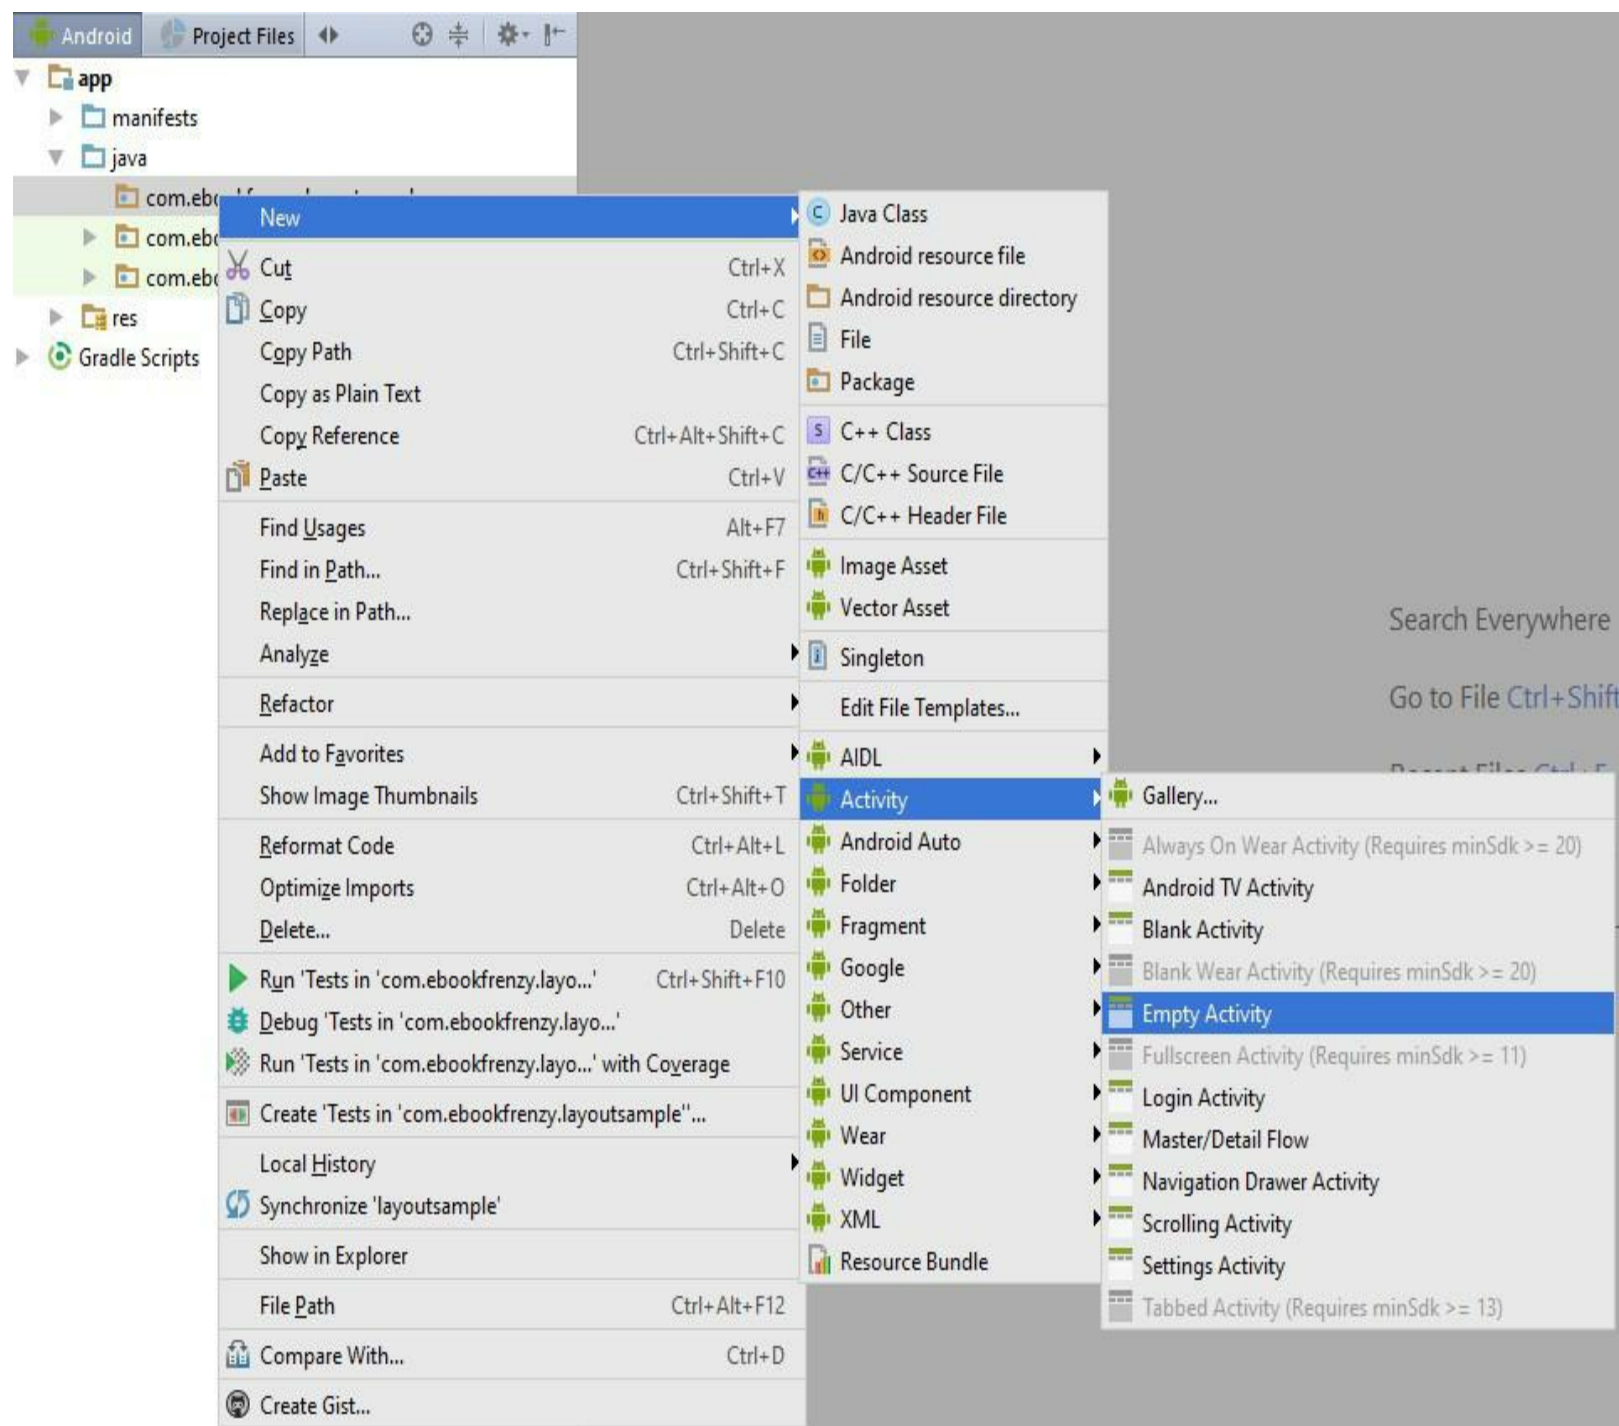 Android Project Files
app
manifests
java
com.ebo
com.ebo
com.ebo
res
Gradle Scripts
New
Cut Ctrl+X
Copy Ctrl+C
Copy Path Ctrl+Shift+C
Copy as Plain Text
Copy Reference Ctrl+Alt+Shift+C
Paste Ctrl+V
Find Usages Alt+F7
Find in Path... Ctrl+Shift+F
Replace in Path...
Analyze
Refactor
Add to Favorites
Show Image Thumbnails Ctrl+Shift+T
Reformat Code Ctrl+Alt+L
Optimize Imports Ctrl+Alt+O
Delete... Delete
Run 'Tests in 'com.ebookfrenzy.layo...' Ctrl+Shift+F10
Debug 'Tests in 'com.ebookfrenzy.layo...'
Run 'Tests in 'com.ebookfrenzy.layo...' with Coverage
Create 'Tests in 'com.ebookfrenzy.layoutsample''...
Local History
Synchronize 'layoutsample'
Show in Explorer
File Path Ctrl+Alt+F12
Compare With... Ctrl+D
Create Gist...
Java Class
Android resource file
Android resource directory
File
Package
C++ Class
C/C++ Source File
C/C++ Header File
Image Asset
Vector Asset
Singleton
Edit File Templates...
AIDL
Activity
Android Auto
Folder
Fragment
Google
Other
Service
UI Component
Wear
Widget
XML
Resource Bundle
Search Everywhere
Go to File Ctrl+Shift
Gallery...
Always On Wear Activity (Requires minSdk >= 20)
Android TV Activity
Blank Activity
Blank Wear Activity (Requires minSdk >= 20)
Empty Activity
Fullscreen Activity (Requires minSdk >= 11)
Login Activity
Master/Detail Flow
Navigation Drawer Activity
Scrolling Activity
Settings Activity
Tabbed Activity (Requires minSdk >= 13)